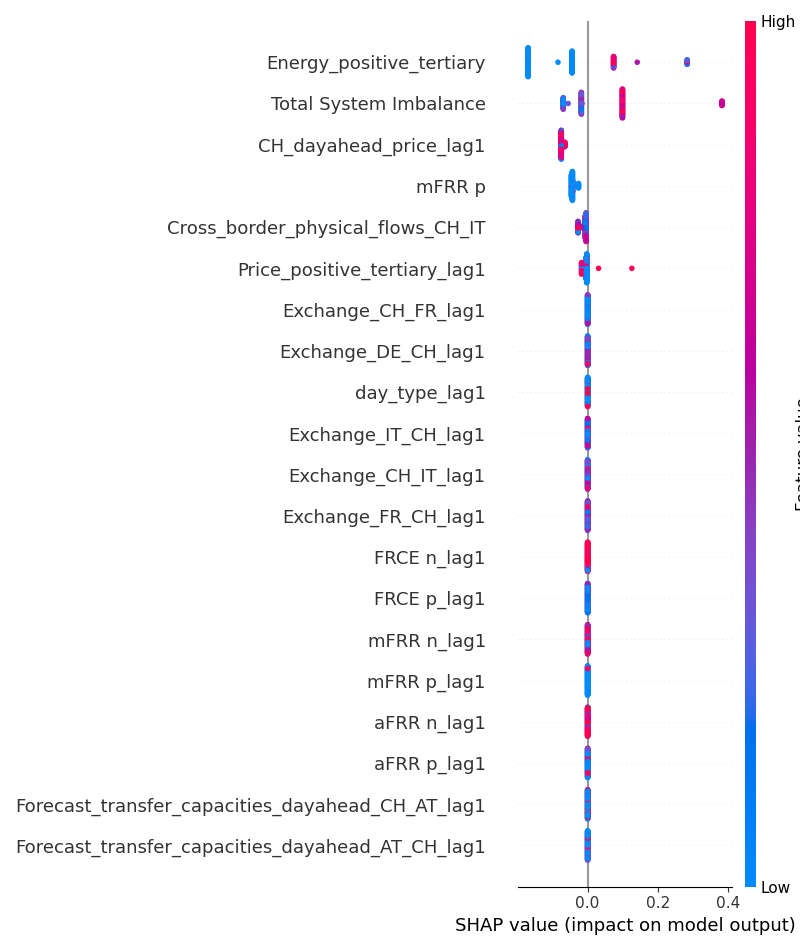 High
Energy_positive_tertiary
Total System Imbalance
CH_dayahead_price_lag1
mFRR p
Cross_border_physical_flows_CH_IT
Price_positive_tertiary_lag1
Exchange_CH_FR_lag1
Exchange_DE_CH_lag1
day_type_lag1
Exchange_IT_CH_lag1
Exchange_CH_IT_lag1
Exchange_FR_CH_lag1
FRCE n_lag1
FRCE p_lag1
mFRR n_lag1
mFRR p_lag1
aFRR n_lag1
aFRR p_lag1
Forecast_transfer_capacities_dayahead_CH_AT_lag1
Forecast_transfer_capacities_dayahead_AT_CH_lag1
Low
0.0 0.2 0.4
SHAP value (impact on model output)
Feature value